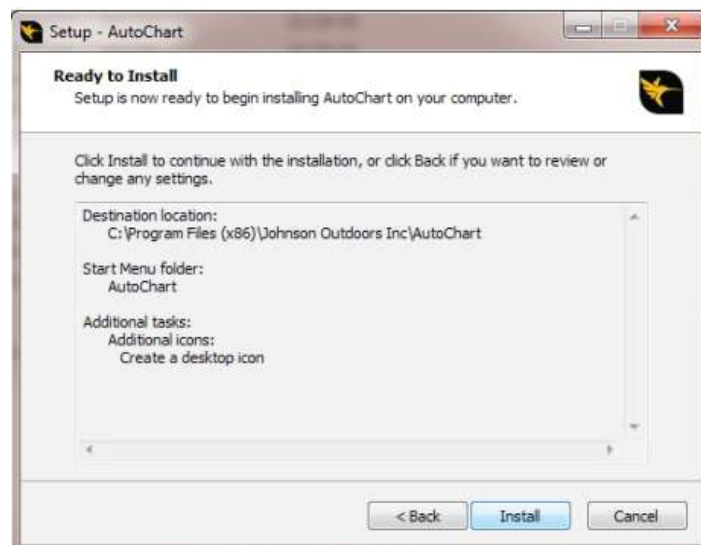 Setup - AutoChart
Ready to Install
Setup is now ready to begin installing AutoChart on your computer.
Click Install to continue with the installation, or click Back if you want to review or
change any settings.
Destination location:
C:\Program Files (x86)\Johnson Outdoors Inc\AutoChart
Start Menu folder:
AutoChart
Additional tasks:
Additional icons:
Create a desktop icon
< Back
Install
Cancel